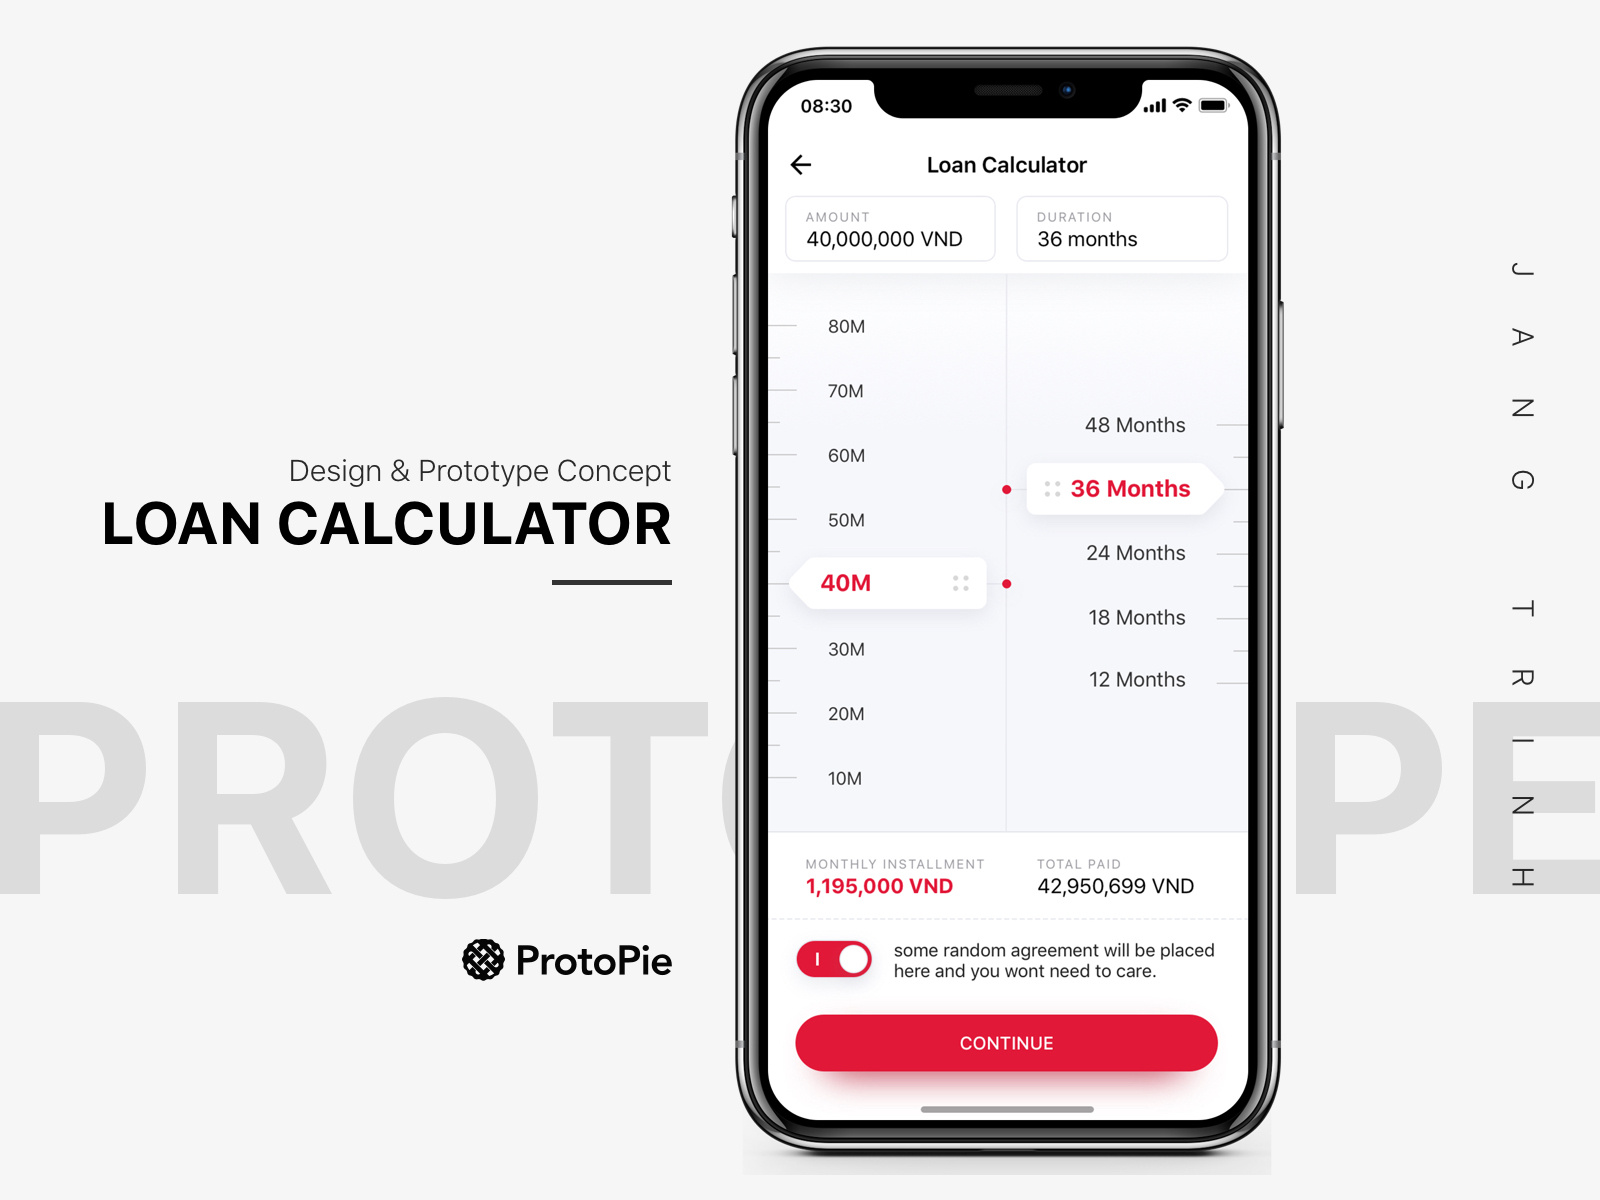 Design & Prototype Concept
LOAN CALCULATOR
PROTO PE
ProtoPie
08:30
Loan Calculator
AMOUNT
40,000,000 VND
DURATION
36 months
80M
70M
60M
50M
40M
30M
20M
10M
48 Months
36 Months
24 Months
18 Months
12 Months
MONTHLY INSTALLMENT
1,195,000 VND
TOTAL PAID
42,950,699 VND
some random agreement will be placed
here and you wont need to care.
CONTINUE
JANG TRINH